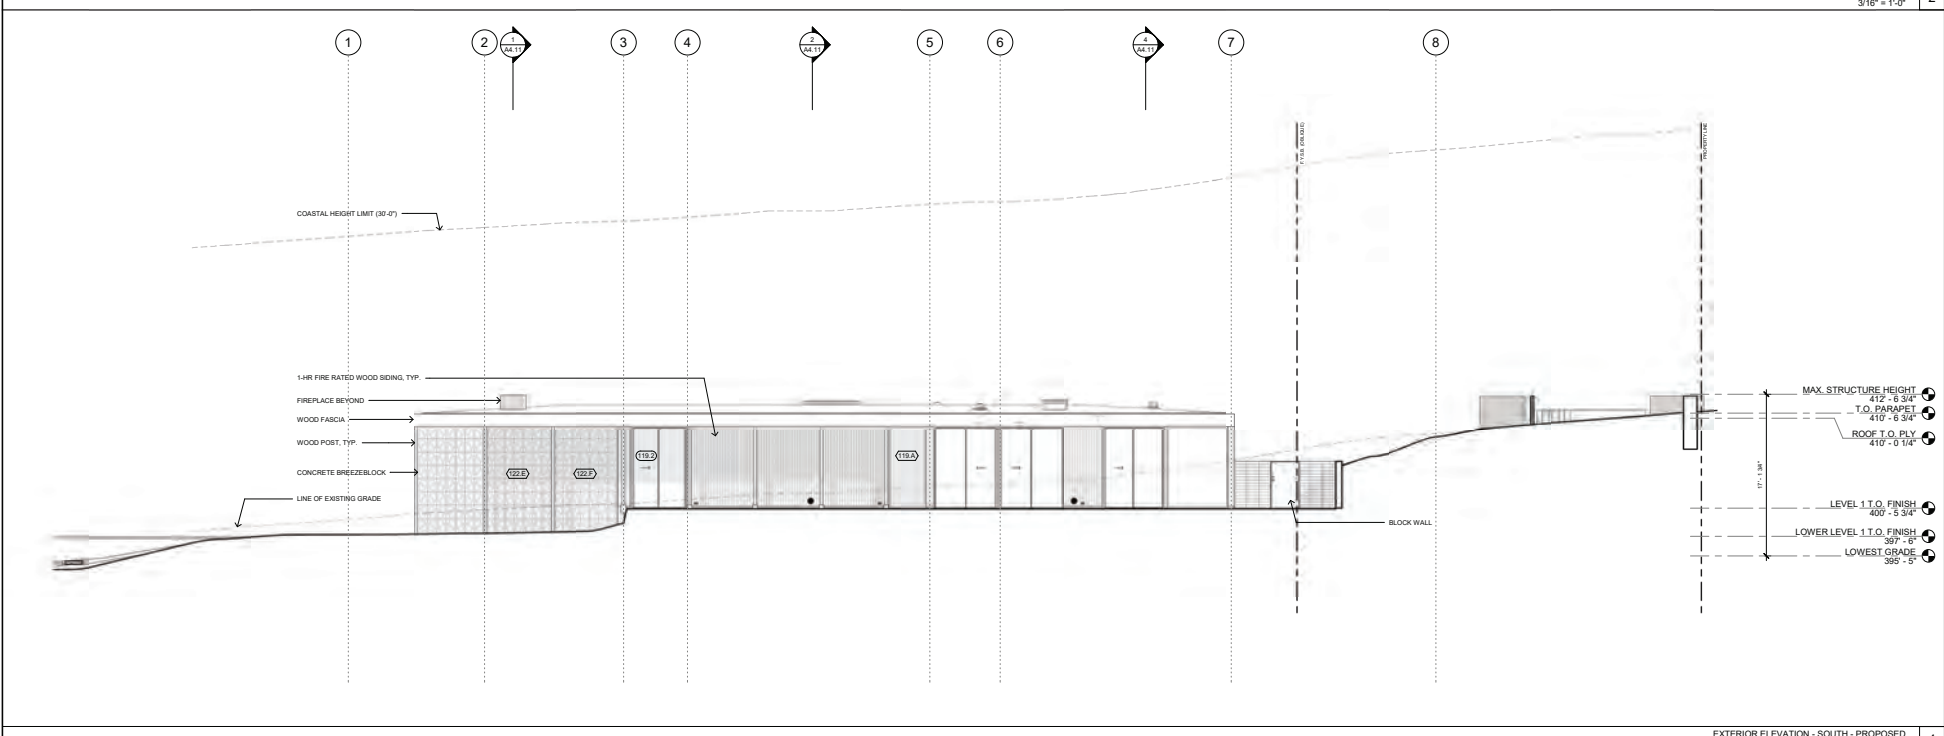 3/16" = 1'-0"
1
2
1
A4.11
3
4
2
A4.11
5
6
4
A4.11
7
8
F.Y.S.B. (OBLIQUE)
PROPERTY LINE
COASTAL HEIGHT LIMIT (30'-0")
1-HR FIRE RATED WOOD SIDING, TYP.
FIREPLACE BEYOND
WOOD FASCIA
WOOD POST, TYP.
CONCRETE BREEZEBLOCK
LINE OF EXISTING GRADE
122.E
122.F
119.2
119.A
BLOCK WALL
17' - 1 3/4"
MAX. STRUCTURE HEIGHT
412' - 6 3/4"
T.O. PARAPET
410' - 6 3/4"
ROOF T.O. PLY
410' - 0 1/4"
LEVEL 1 T.O. FINISH
400' - 5 3/4"
LOWER LEVEL 1 T.O. FINISH
397' - 6"
LOWEST GRADE
395' - 5"
EXTERIOR ELEVATION - SOUTH - PROPOSED